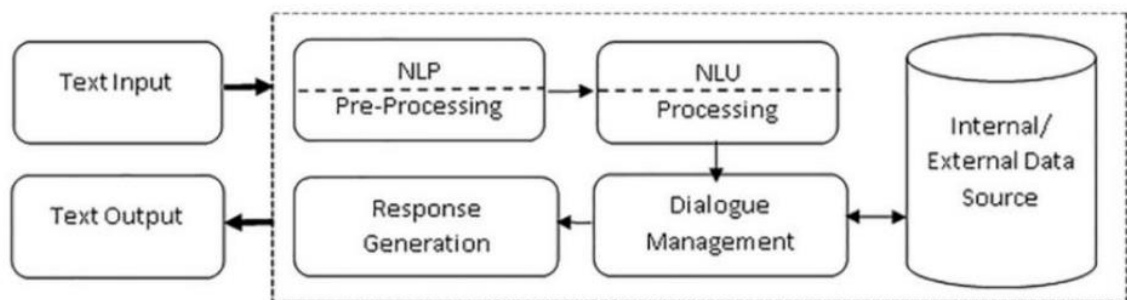 Text Input
NLP
Pre-Processing
NLU
Processing
Internal/
External Data
Source
Text Output
Response
Generation
Dialogue
Management